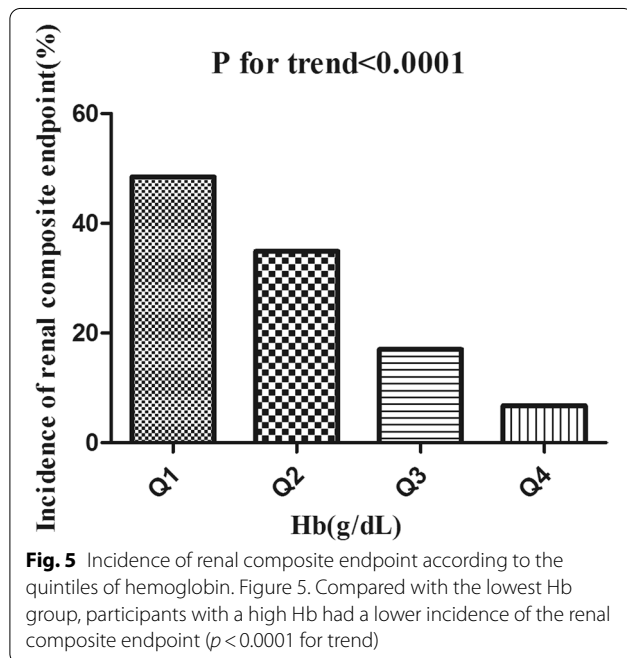 P for trend<0.0001
Incidence of renal composite endpoint(%)
60
40
20
0
Q1
Q2
Q3
Q4
Hb(g/dL)
Fig. 5 Incidence of renal composite endpoint according to the
quintiles of hemoglobin. Figure 5. Compared with the lowest Hb
group, participants with a high Hb had a lower incidence of the renal
composite endpoint (p < 0.0001 for trend)